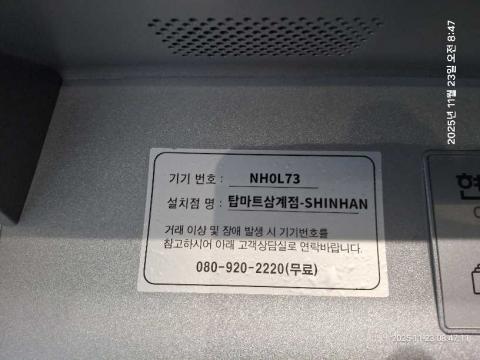 기기 번호 : NH0L73
설치점 명 : 탑마트삼계점-SHINHAN
거래 이상 및 장애 발생 시 기기번호를
참고하시어 아래 고객상담실로 연락바랍니다.
080-920-2220(무료)
현
2025년 11월 23일 오전 8:47
2025-11-23 08:47:11